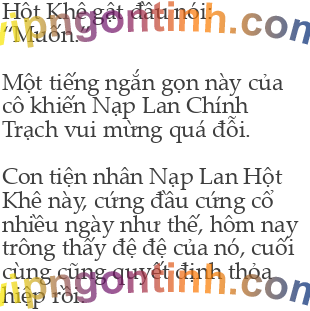 Hột Khê gật đầu nói:
“Muốn.”
Một tiếng ngắn gọn này của
cô khiến Nạp Lan Chính
Trạch vui mừng quá đỗi.
Con tiện nhân Nạp Lan Hột
Khê này, cứng đầu cứng cổ
nhiều ngày như thế, hôm nay
trông thấy đệ đệ của nó, cuối
cùng cũng quyết định thỏa
hiệp rồi.
vipngontinh.com
vipngontinh.com